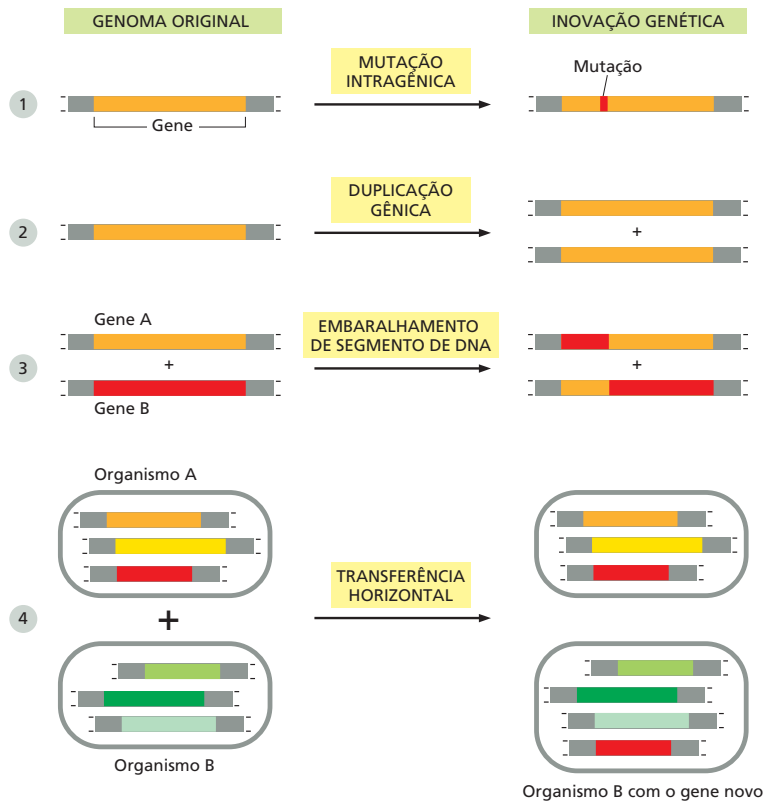 GENOMA ORIGINAL
INOVAÇÃO GENÉTICA
MUTAÇÃO
INTRAGÊNICA
Mutação
1
Gene
DUPLICAÇÃO
GÊNICA
2
+
Gene A
EMBARALHAMENTO
DE SEGMENTO DE DNA
3
+
+
Gene B
Organismo A
TRANSFERÊNCIA
HORIZONTAL
4
+
Organismo B
Organismo B com o gene novo